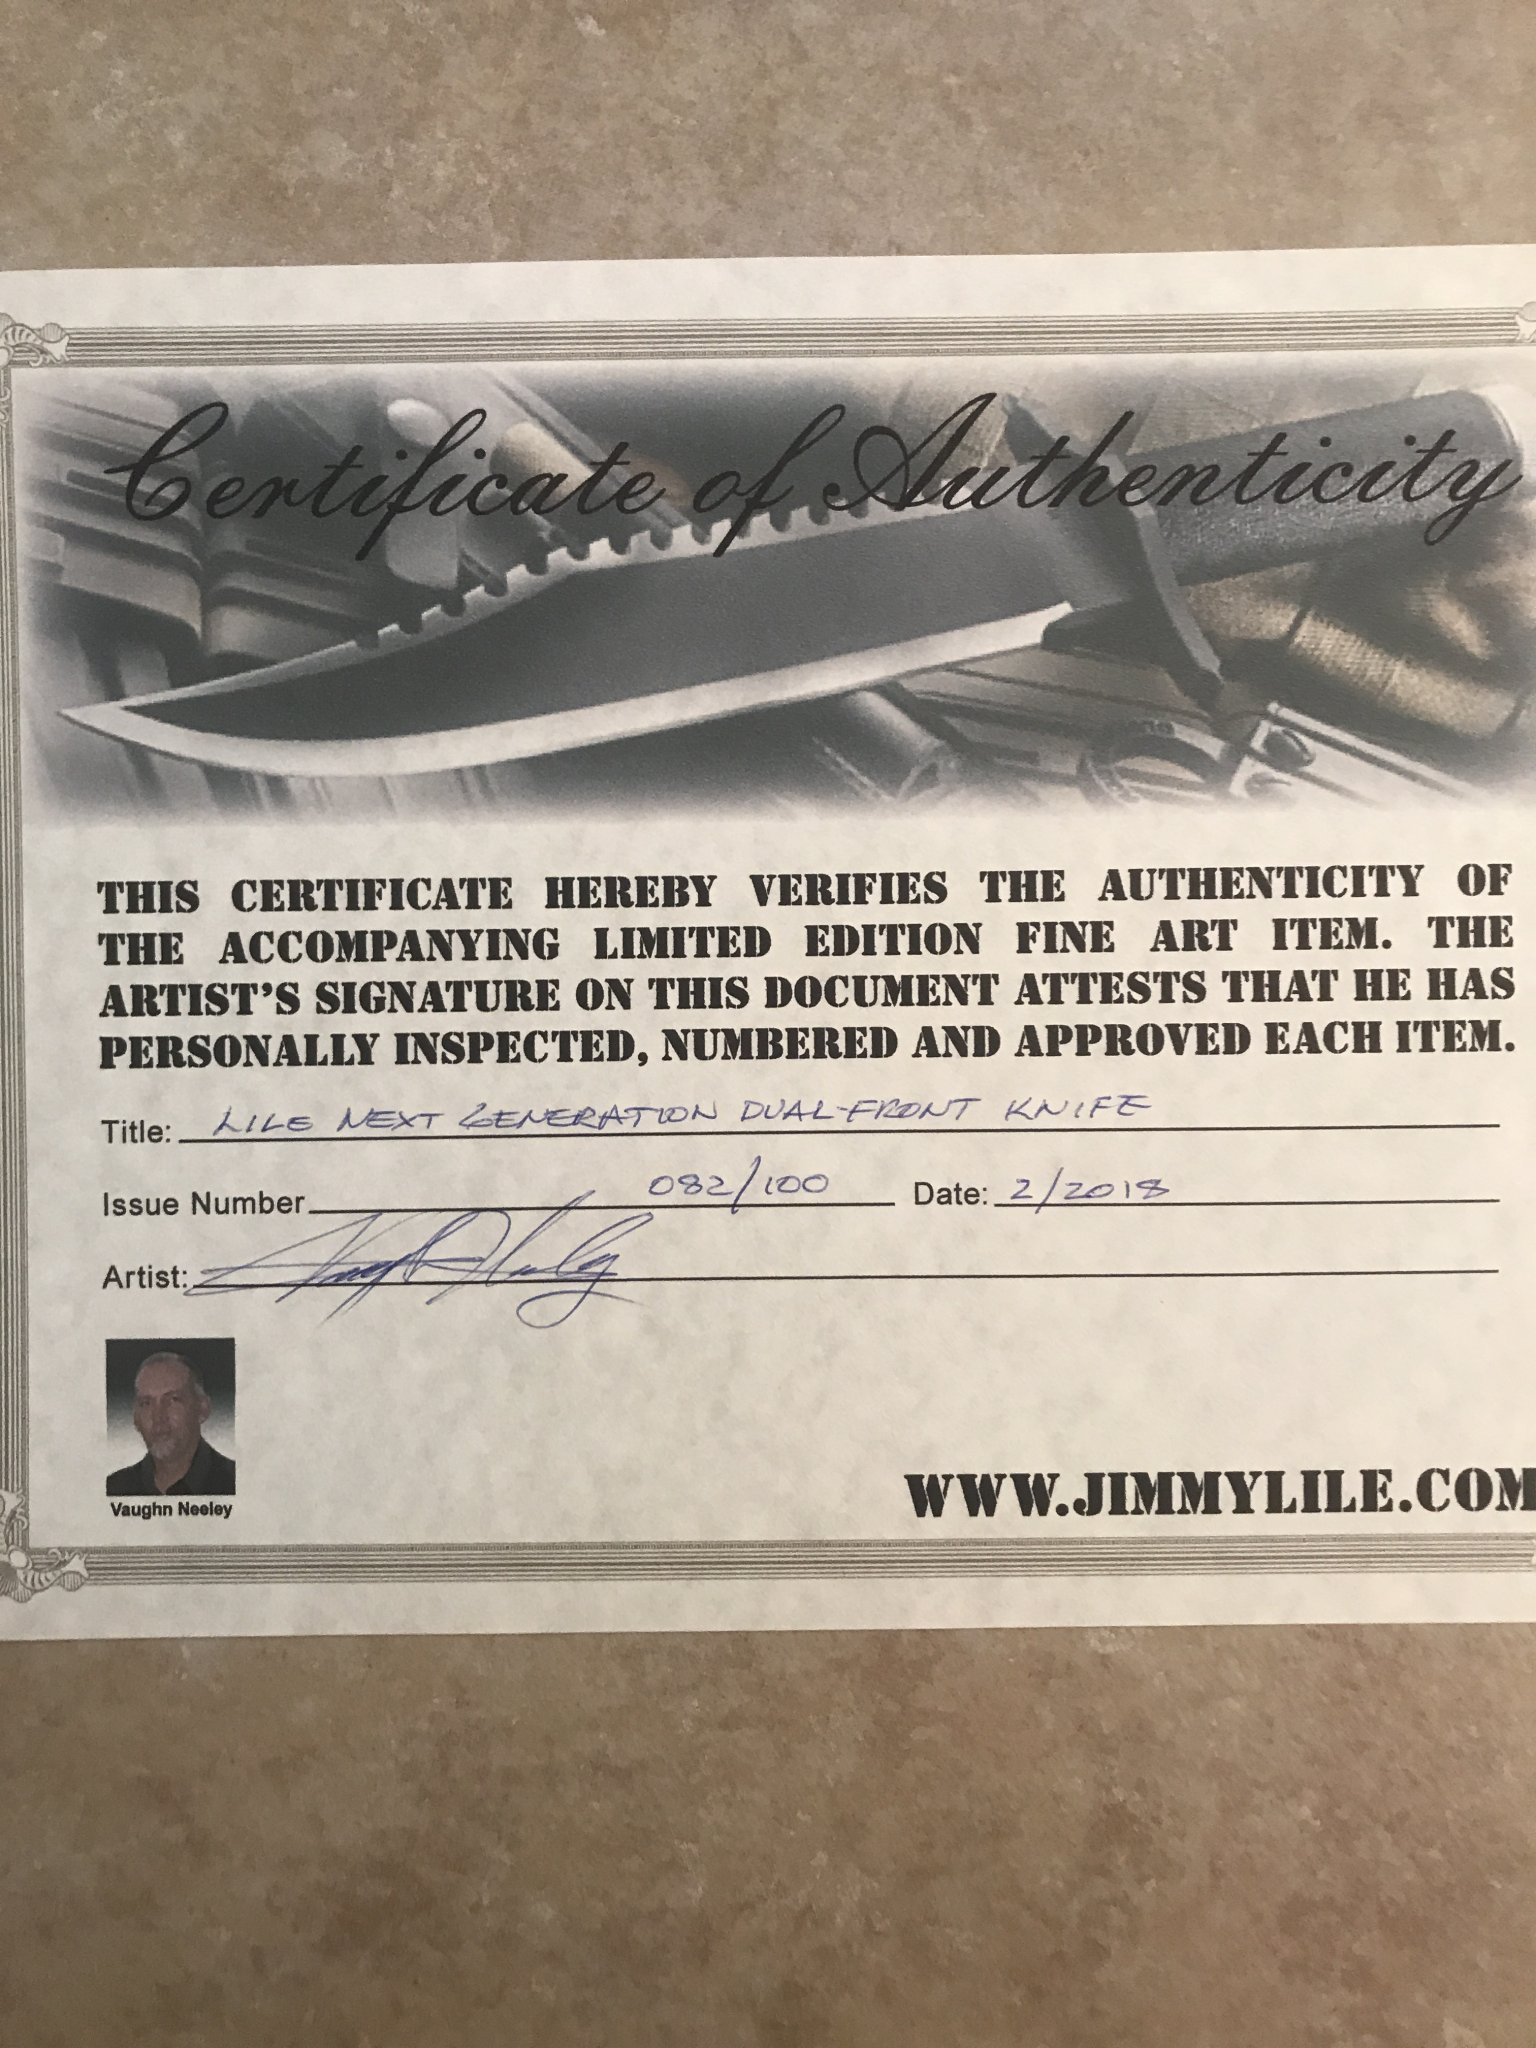 Certificate of Authenticity
THIS CERTIFICATE HEREBY VERIFIES THE AUTHENTICITY OF
THE ACCOMPANYING LIMITED EDITION FINE ART ITEM. THE
ARTIST'S SIGNATURE ON THIS DOCUMENT ATTESTS THAT HE HAS
PERSONALLY INSPECTED, NUMBERED AND APPROVED EACH ITEM.
Title: LILE NEXT GENERATION DUAL-FRONT KNIFE
Issue Number 082/100 Date: 2/2018
Artist: Vaughn Neeley
Vaughn Neeley
WWW.JIMMYLILE.COM